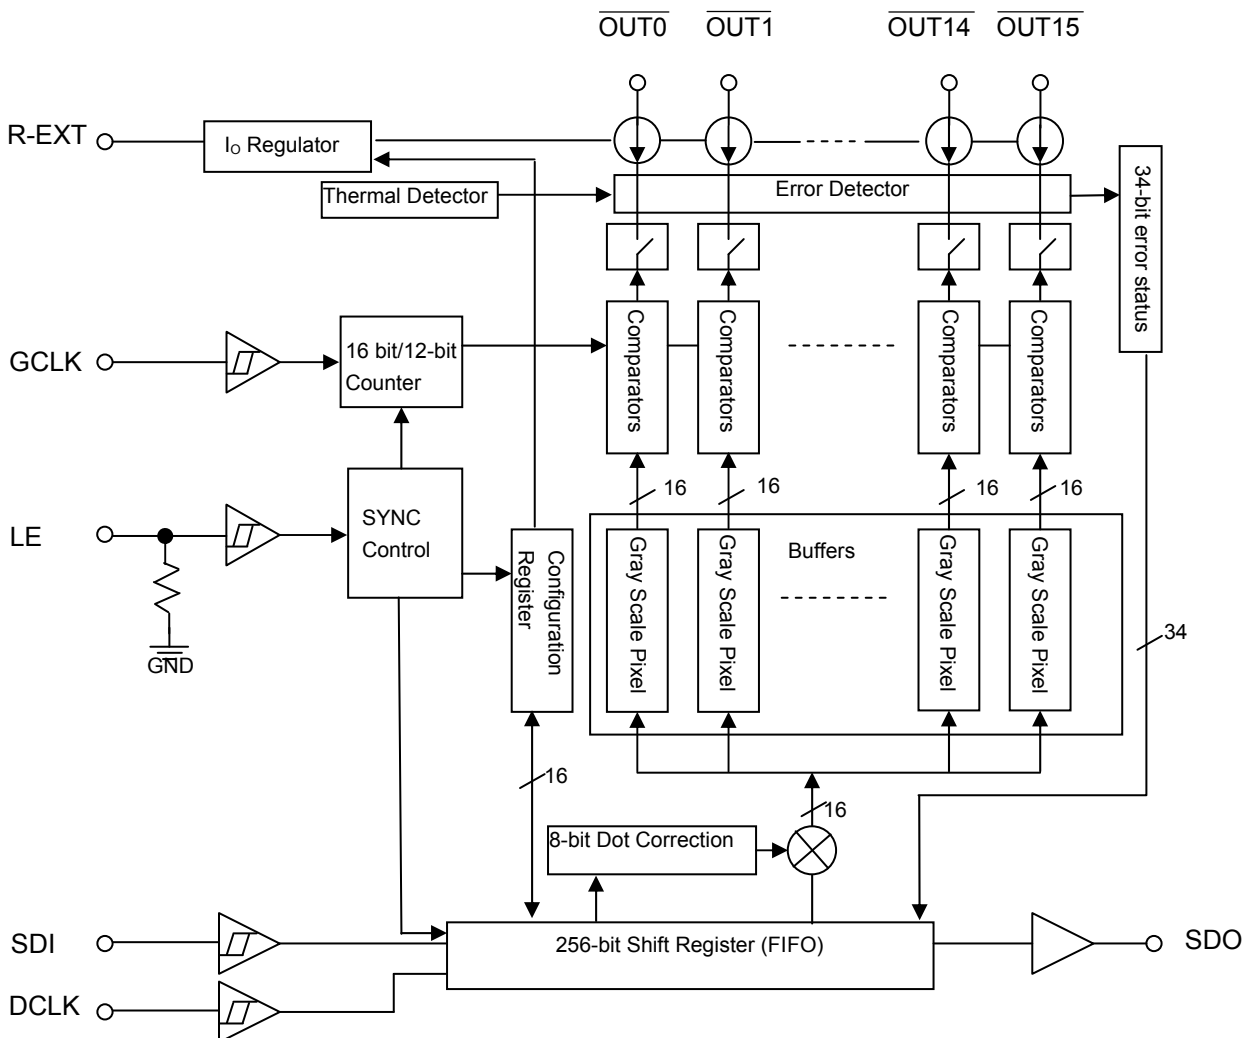 OUT0 OUT1 OUT14 OUT15
R-EXT
IO Regulator
Thermal Detector
Error Detector
34-bit error status
GCLK
16 bit/12-bit
Counter
Comparators
Comparators
Comparators
Comparators
16 16 16 16
LE
SYNC
Control
GND
Configuration
Register
Buffers
Gray Scale Pixel
Gray Scale Pixel
Gray Scale Pixel
Gray Scale Pixel
34
16
16
8-bit Dot Correction
SDI
256-bit Shift Register (FIFO)
SDO
DCLK